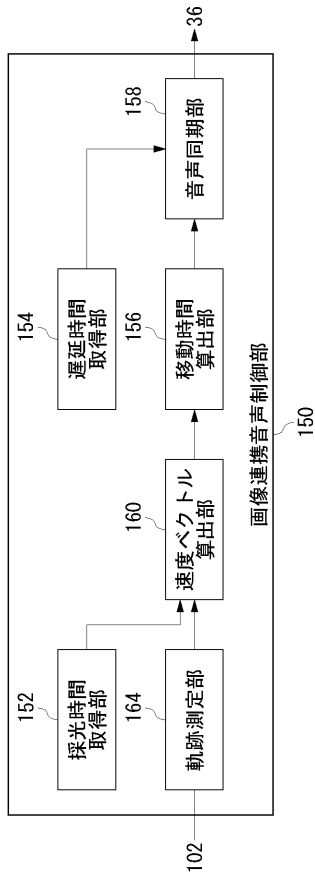 152
採光時間
取得部
154
遅延時間
取得部
102
164
軌跡測定部
160
速度ベクトル
算出部
156
移動時間
算出部
158
音声同期部
36
画像連携音声制御部
150